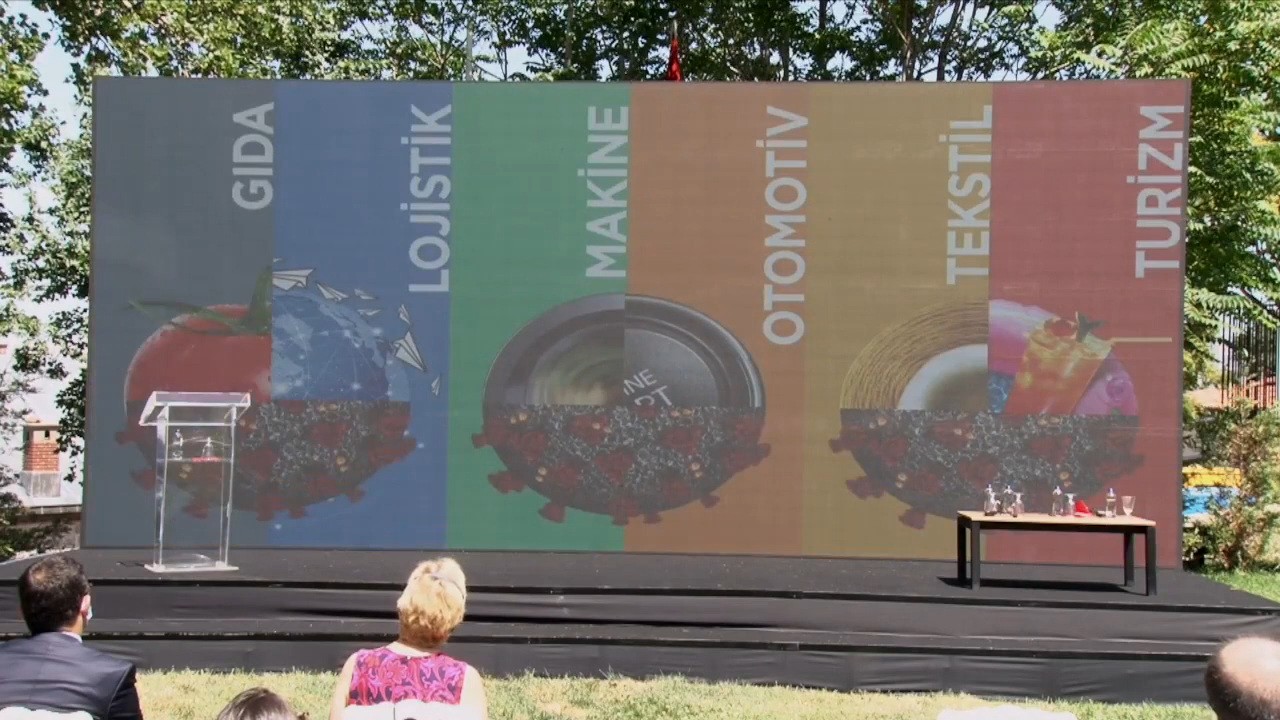 GIDA
LOJİSTİK
MAKİNE
OTOMOTİV
TEKSTİL
TURİZM